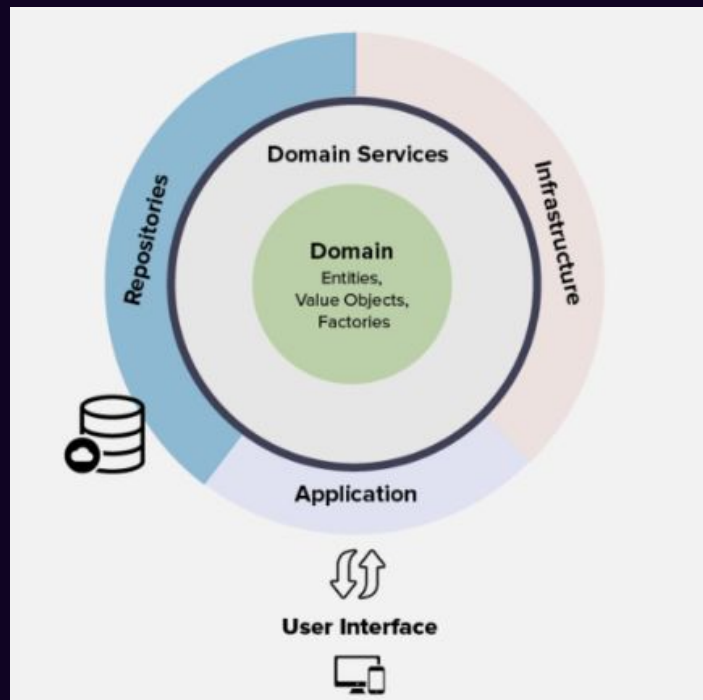 Domain Services
Repositories
Infrastructure
Domain
Entities,
Value Objects,
Factories
Application
User Interface